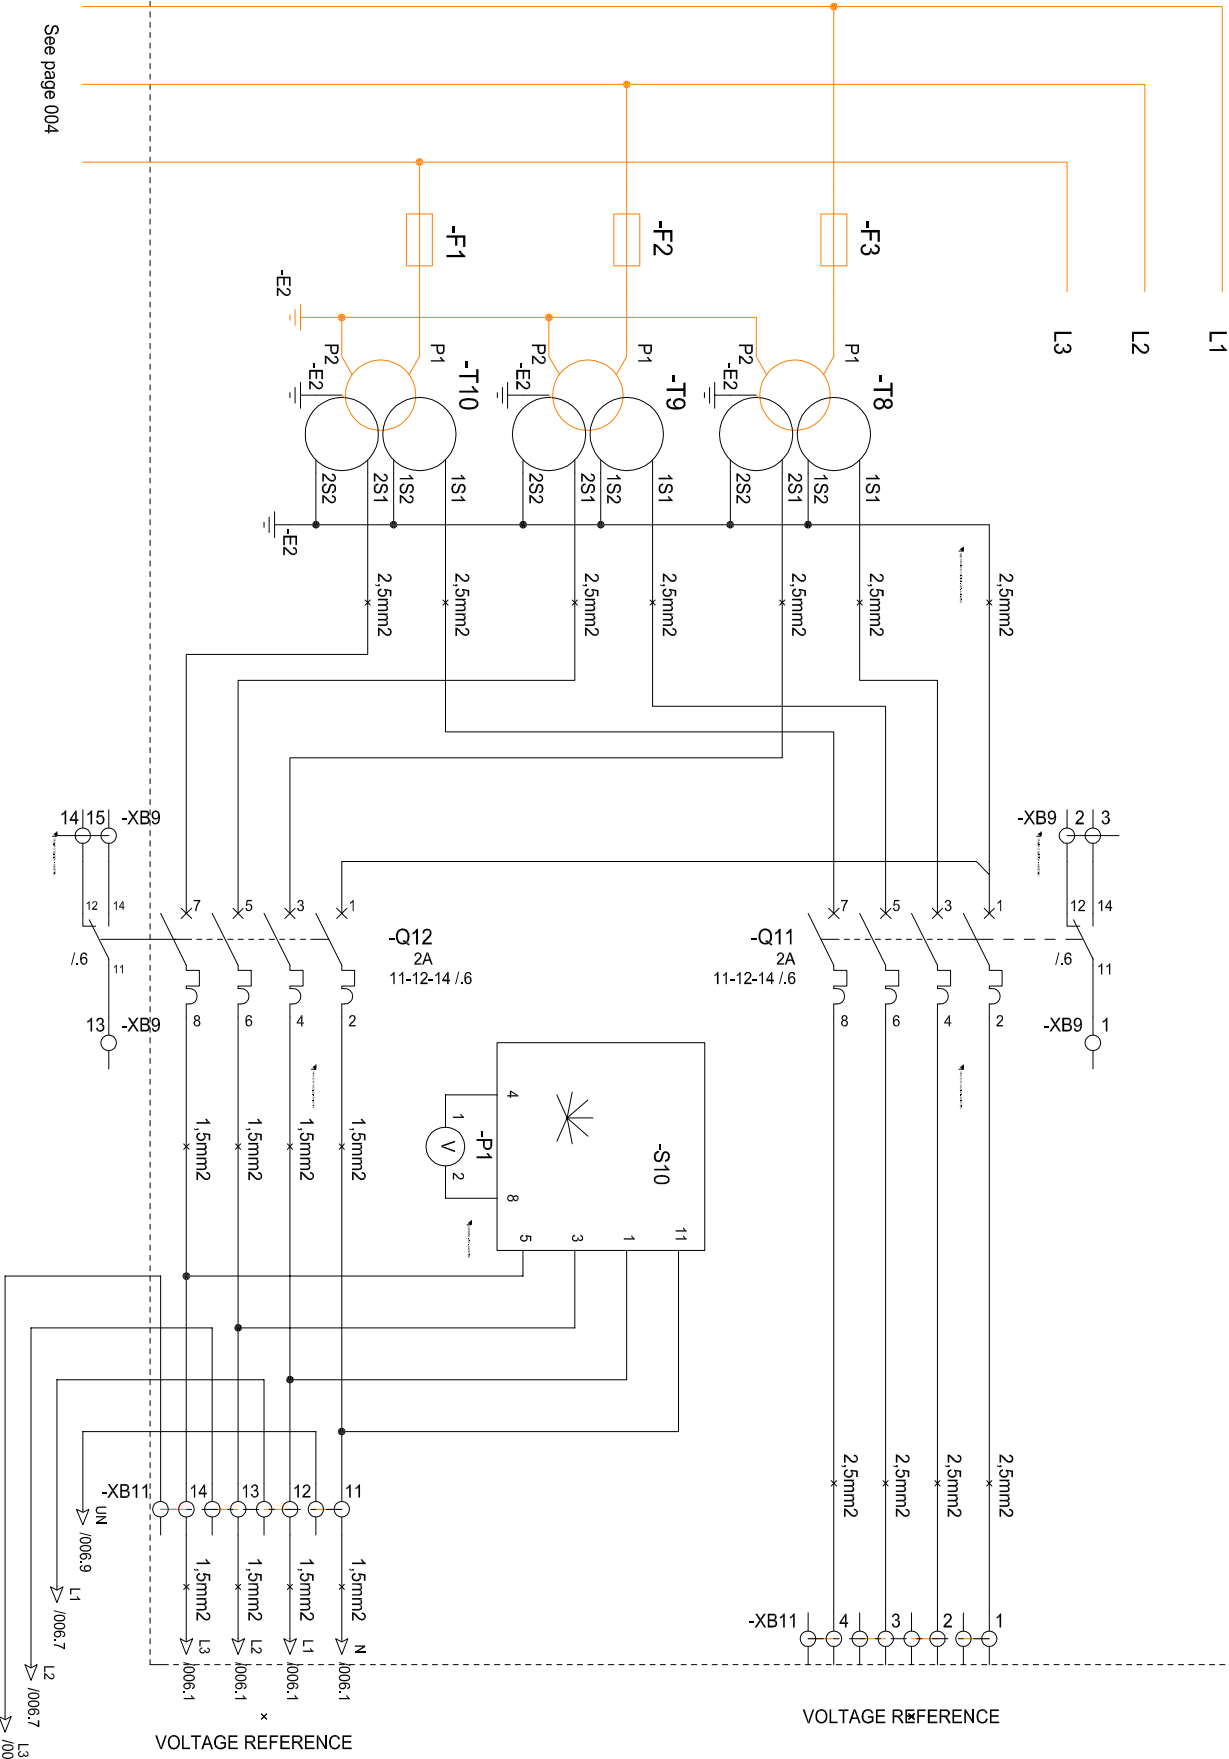 See page 004
L1
L2
L3
-F1
-F2
-F3
-E2
P2
P1
P2
P1
P2
P1
-E2
-T10
-E2
-T9
-E2
-T8
2S2
2S1
1S2
1S1
2S2
2S1
1S2
1S1
2S2
2S1
1S2
1S1
-E2
2,5mm2
2,5mm2
2,5mm2
2,5mm2
2,5mm2
2,5mm2
2,5mm2
14 15 -XB9
-XB9 2 3
12 14
7 5 3 1
7 5 3 1
12 14
-Q12
2A
11-12-14 /.6
-Q11
2A
11-12-14 /.6
/.6
11
/.6
11
13 -XB9
8 6 4 2
8 6 4 2
-XB9 1
1,5mm2
1,5mm2
1,5mm2
1,5mm2
4
1
V
2
-P1
8
-S10
5
3
1
11
2,5mm2
2,5mm2
2,5mm2
2,5mm2
-XB11 14 13 12 11
UN /006.9
L1 /006.7
L2 /006.7
L3 /00
1,5mm2
1,5mm2
1,5mm2
1,5mm2
L3 /006.1
L2 /006.1
L1 /006.1
N /006.1
-XB11 4 3 2 1
VOLTAGE REFERENCE
VOLTAGE REFERENCE